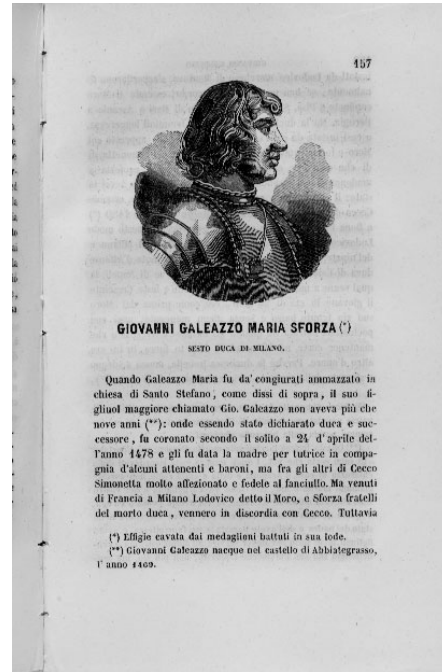 157
GIOVANNI GALEAZZO MARIA SFORZA (*)
SESTO DUCA DI MILANO.
Quando Galeazzo Maria fu da' congiurati ammazzato in
chiesa di Santo Stefano, come dissi di sopra, il suo fi-
gliuol maggiore chiamato Gio. Galeazzo non aveva più che
nove anni (**): onde essendo stato dichiarato duca e suc-
cessore, fu coronato secondo il solito a 24 d'aprile del-
l'anno 1478 e gli fu data la madre per tutrice in compa-
gnia d'alcuni attenenti e baroni, ma fra gli altri di Cecco
Simonetta molto affezionato e fedele al fanciullo. Ma venuti
di Francia a Milano Lodovico detto il Moro, e Sforza fratelli
del morto duca, vennero in discordia con Cecco. Tuttavia
(*) Effigie cavata dai medaglioni battuti in sua lode.
(**) Giovanni Galeazzo nacque nel castello di Abbiategrasso,
l'anno 1469.